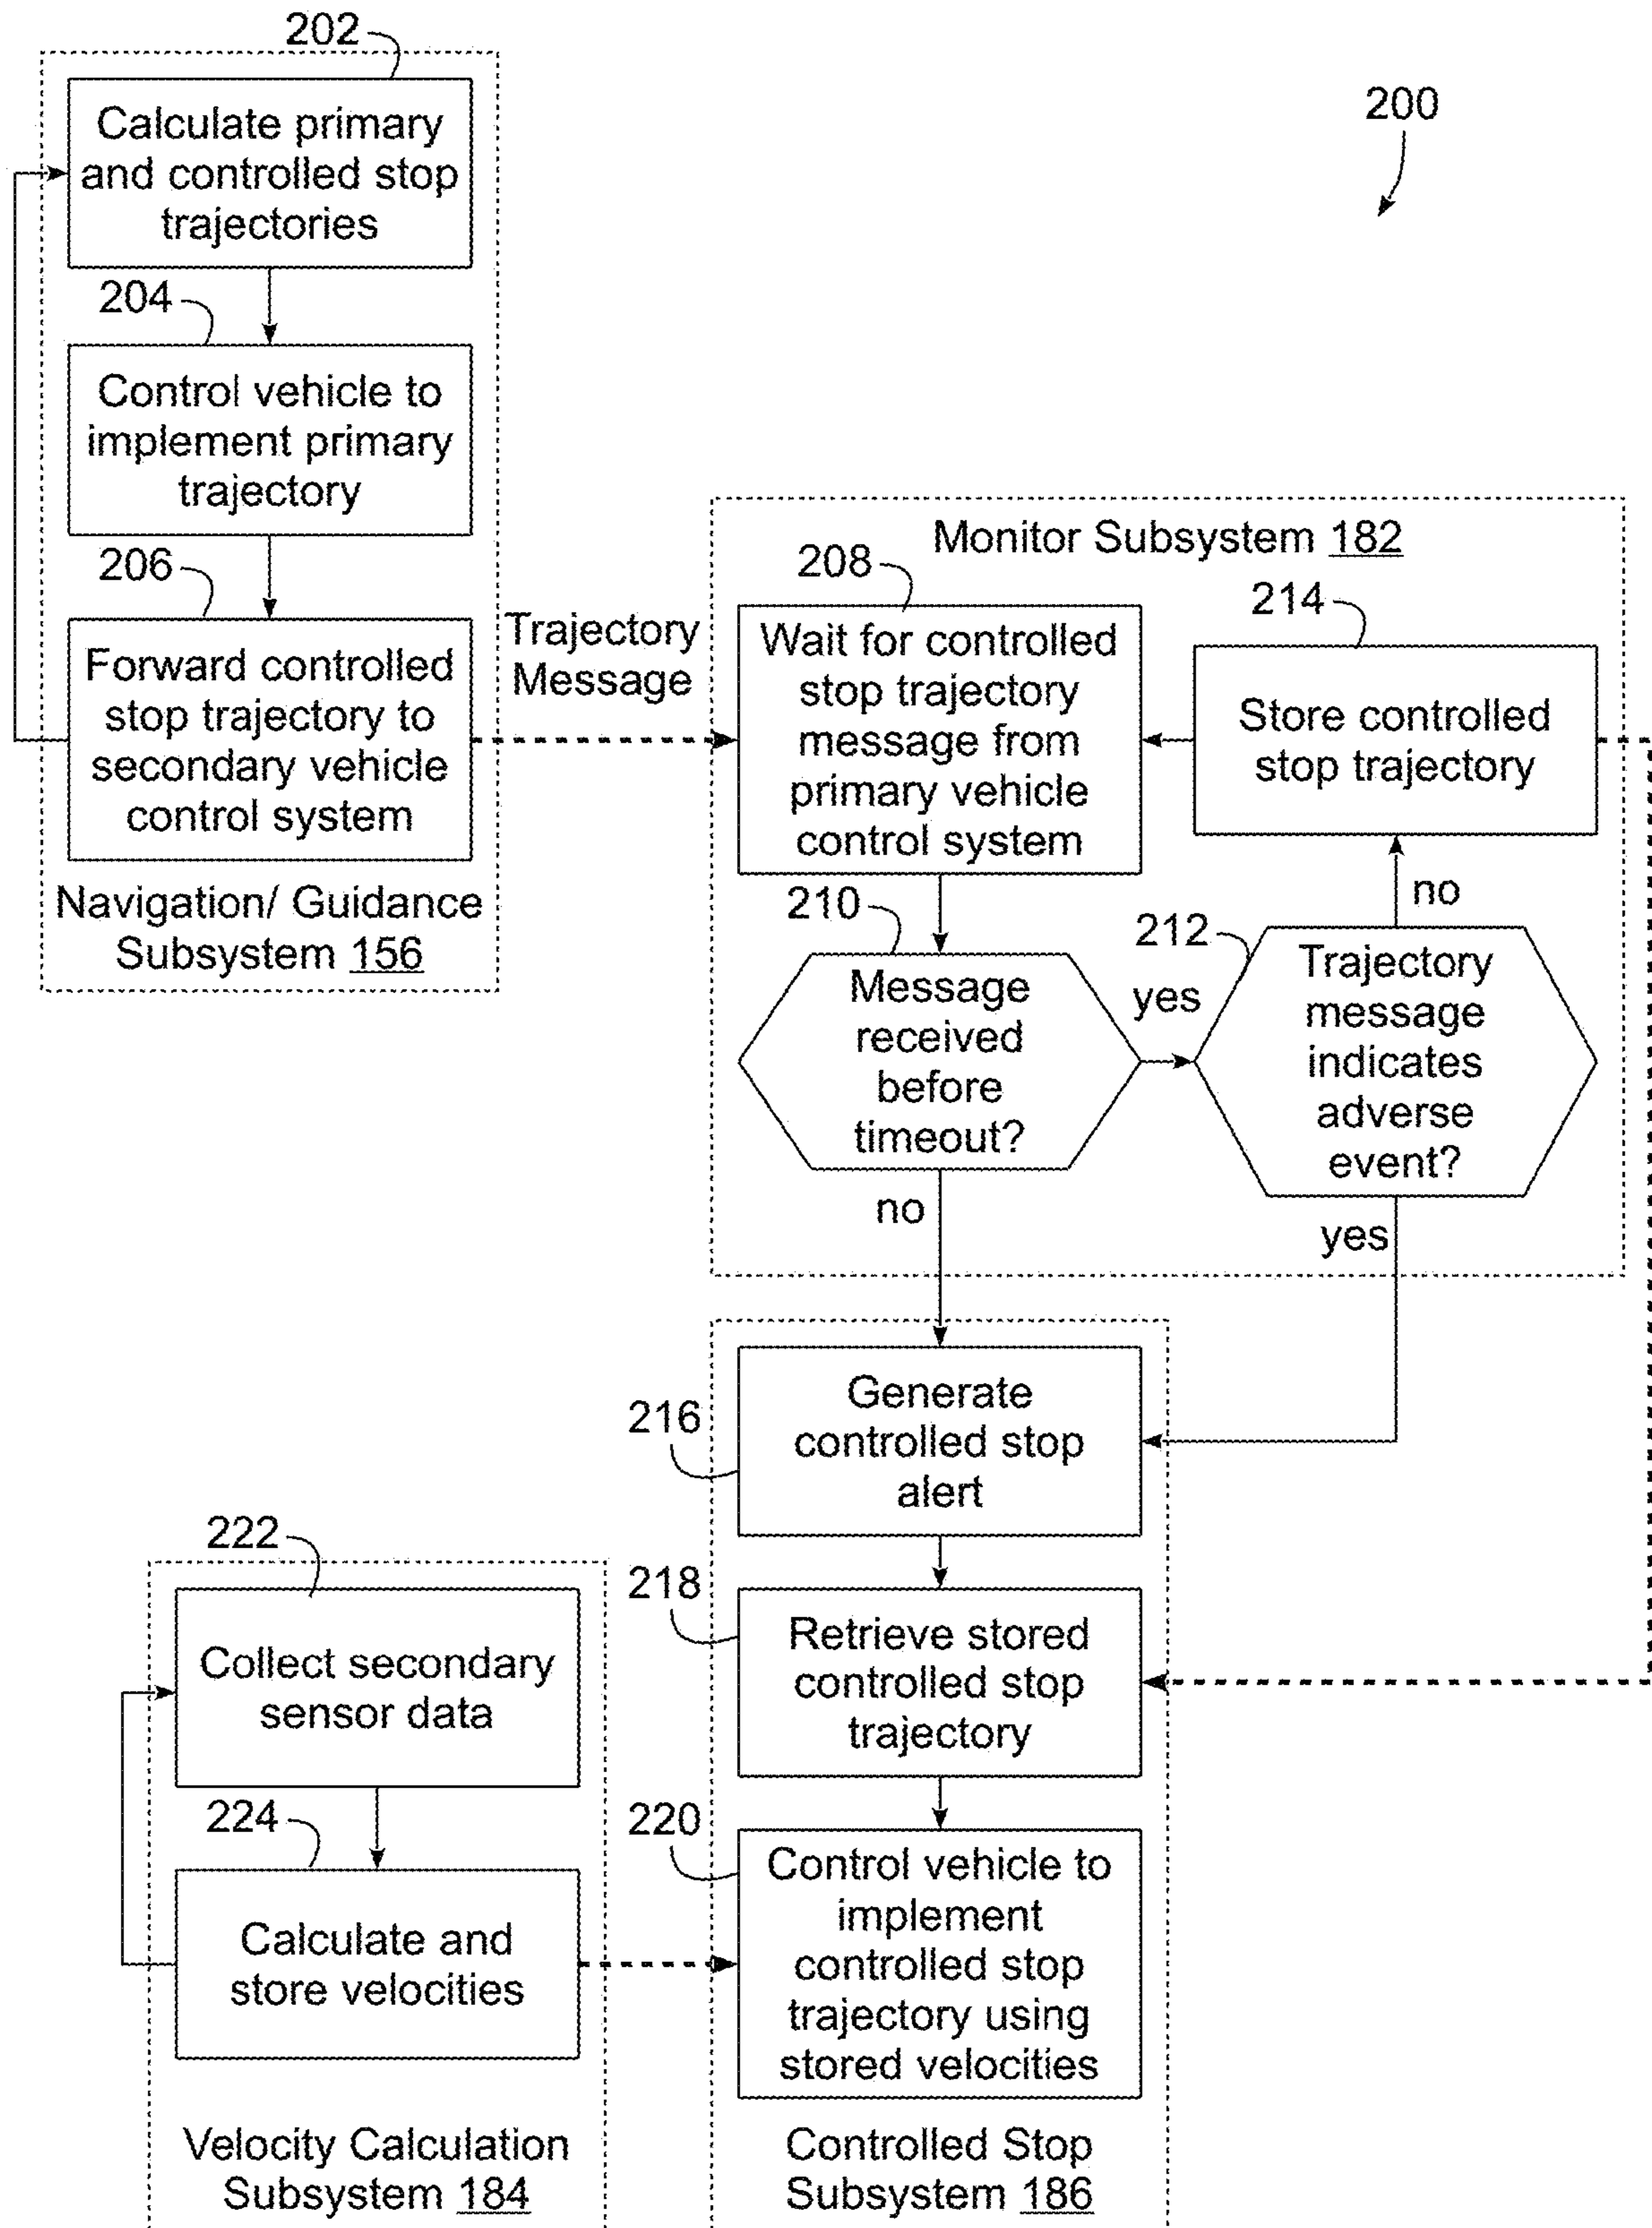 202
Calculate primary
and controlled stop
trajectories
200
204
Control vehicle to
implement primary
trajectory
206
Forward controlled
stop trajectory to
secondary vehicle
control system
Navigation/ Guidance
Subsystem 156
Trajectory
Message
Monitor Subsystem 182
208
Wait for controlled
stop trajectory
message from
primary vehicle
control system
214
Store controlled
stop trajectory
210
Message
received
before
timeout?
yes
no
212
Trajectory
message
indicates
adverse
event?
no
yes
216
Generate
controlled stop
alert
218
Retrieve stored
controlled stop
trajectory
220
Control vehicle to
implement
controlled stop
trajectory using
stored velocities
Controlled Stop
Subsystem 186
222
Collect secondary
sensor data
224
Calculate and
store velocities
Velocity Calculation
Subsystem 184